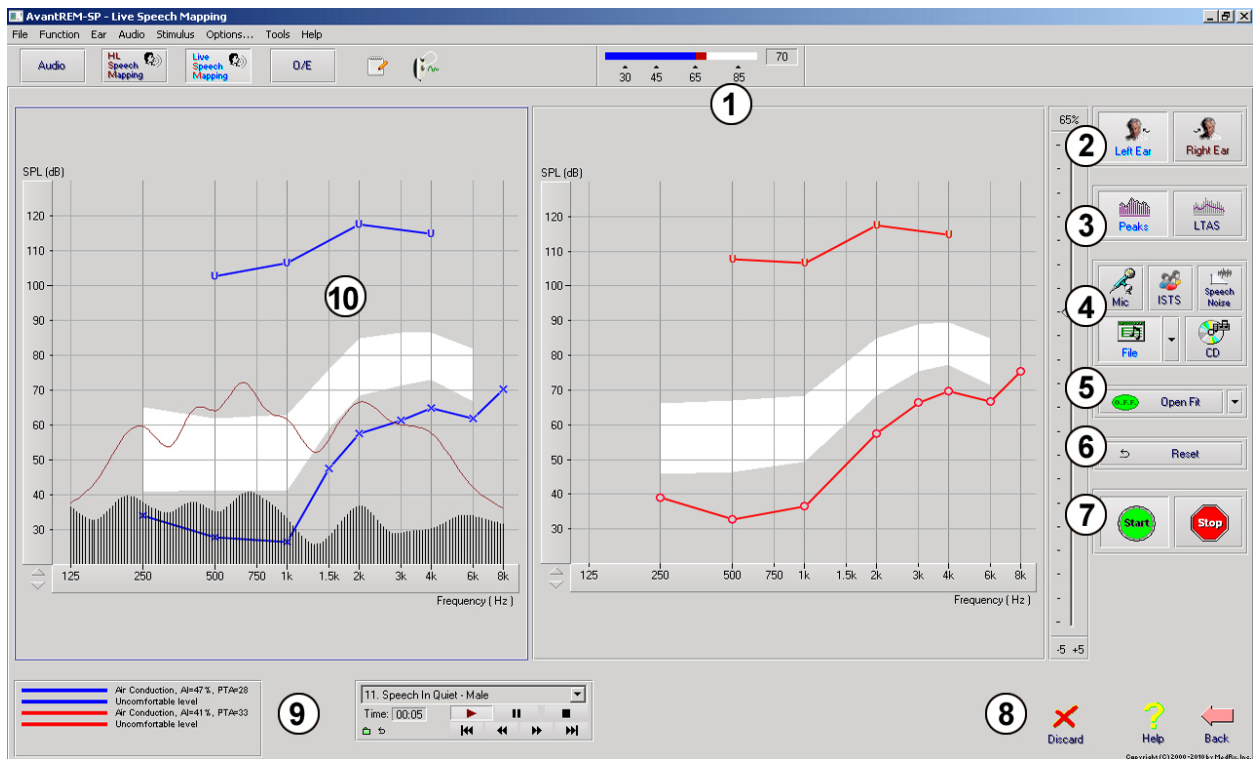 AvantREM-SP - Live Speech Mapping
File Function Ear Audio Stimulus Options... Tools Help
Audio
HL
Speech
Mapping
Live
Speech
Mapping
O/E
70
30 45 65 85
1
SPL (dB)
120
110
100
90
80
70
60
50
40
30
U U U U
10
125 250 500 750 1k 1.5k 2k 3k 4k 6k 8k
Frequency ( Hz )
SPL (dB)
120
110
100
90
80
70
60
50
40
30
U U U U
125 250 500 750 1k 1.5k 2k 3k 4k 6k 8k
Frequency ( Hz )
65%
-5 +5
2
Left Ear Right Ear
3
Peaks LTAS
4
Mic ISTS Speech
Noise
File CD
5
O.F.F. Open Fit
6
Reset
7
Start Stop
Air Conduction, AI=47%, PTA=28
Uncomfortable level
Air Conduction, AI=41%, PTA=33
Uncomfortable level
9
11. Speech In Quiet - Male
Time: 00:05
8
Discard Help Back
Copyright (C) 2000-2010 by MedRx, Inc.